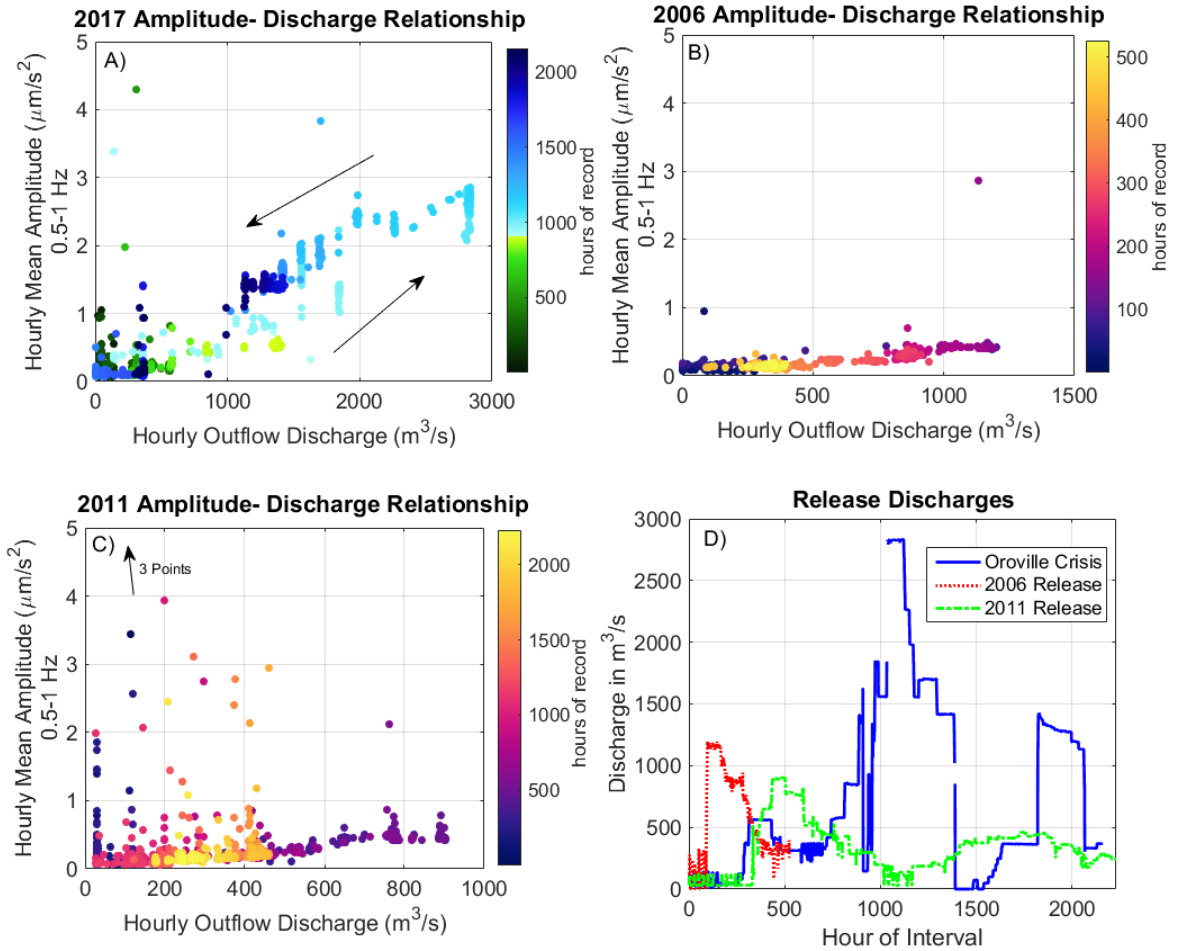 2017 Amplitude- Discharge Relationship
A)
Hourly Mean Amplitude (μm/s²)
0.5-1 Hz
5
4
3
2
1
0
0 1000 2000 3000
Hourly Outflow Discharge (m³/s)
2000
1500
1000
500
hours of record
2006 Amplitude- Discharge Relationship
B)
Hourly Mean Amplitude (μm/s²)
0.5-1 Hz
5
4
3
2
1
0
0 500 1000 1500
Hourly Outflow Discharge (m³/s)
500
400
300
200
100
hours of record
2011 Amplitude- Discharge Relationship
C)
3 Points
Hourly Mean Amplitude (μm/s²)
0.5-1 Hz
5
4
3
2
1
0
0 200 400 600 800 1000
Hourly Outflow Discharge (m³/s)
2000
1500
1000
500
hours of record
Release Discharges
D)
Oroville Crisis
2006 Release
2011 Release
Discharge in m³/s
3000
2500
2000
1500
1000
500
0
0 500 1000 1500 2000
Hour of Interval